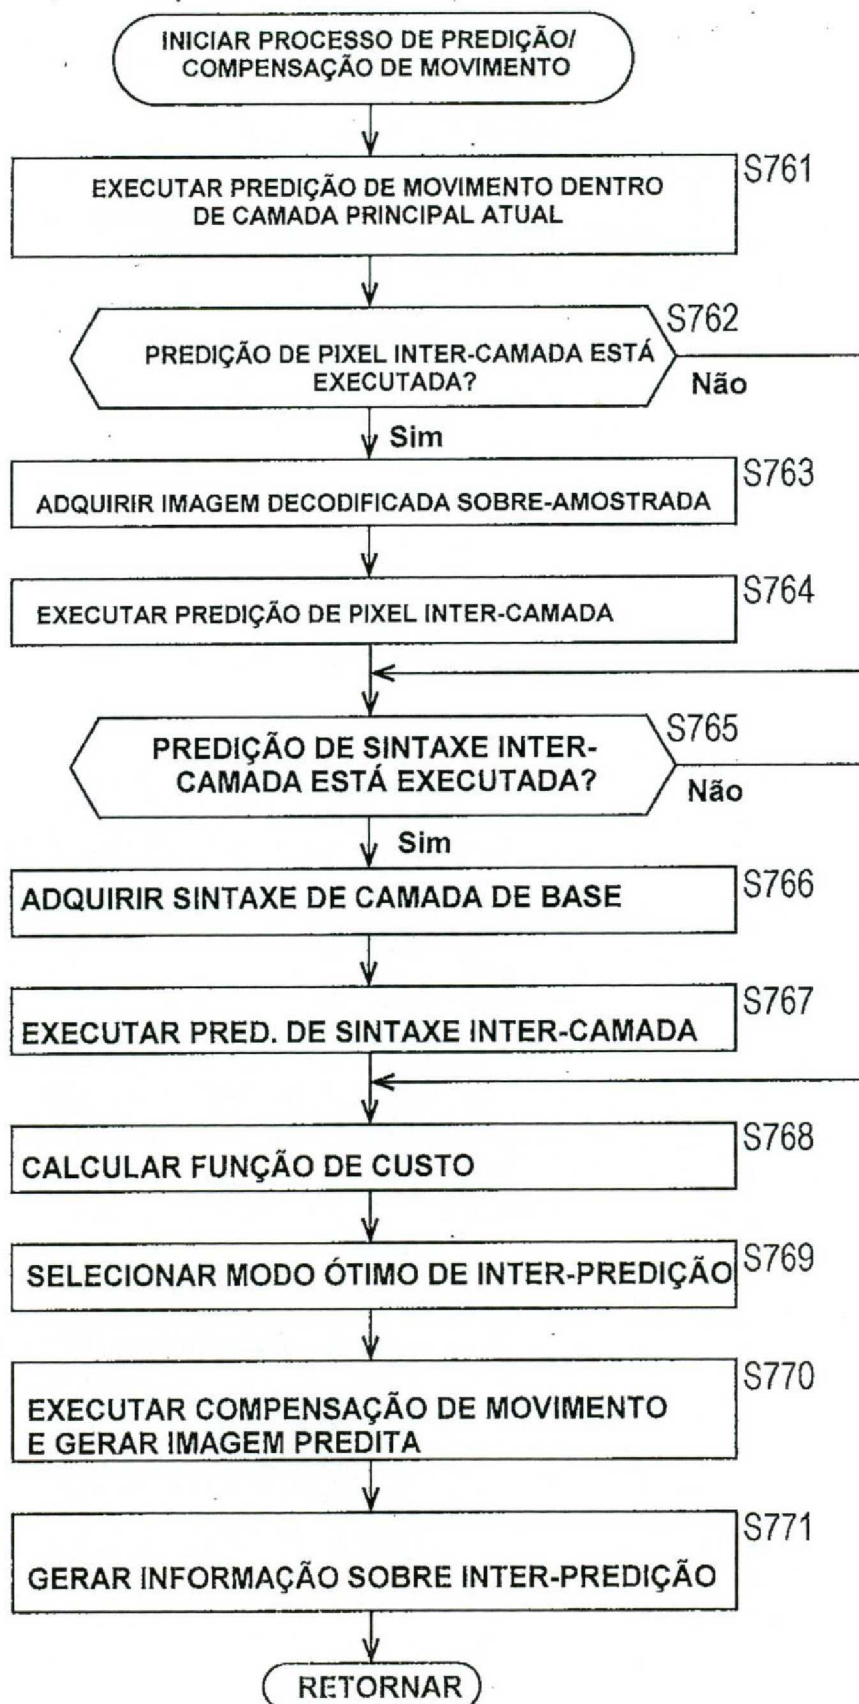 INICIAR PROCESSO DE PREDIÇÃO/
COMPENSAÇÃO DE MOVIMENTO
S761
EXECUTAR PREDIÇÃO DE MOVIMENTO DENTRO
DE CAMADA PRINCIPAL ATUAL
S762
PREDIÇÃO DE PIXEL INTER-CAMADA ESTÁ
EXECUTADA?
Não
Sim
S763
ADQUIRIR IMAGEM DECODIFICADA SOBRE-AMOSTRADA
S764
EXECUTAR PREDIÇÃO DE PIXEL INTER-CAMADA
S765
PREDIÇÃO DE SINTAXE INTER-
CAMADA ESTÁ EXECUTADA?
Não
Sim
S766
ADQUIRIR SINTAXE DE CAMADA DE BASE
S767
EXECUTAR PRED. DE SINTAXE INTER-CAMADA
S768
CALCULAR FUNÇÃO DE CUSTO
S769
SELECIONAR MODO ÓTIMO DE INTER-PREDIÇÃO
S770
EXECUTAR COMPENSAÇÃO DE MOVIMENTO
E GERAR IMAGEM PREDITA
S771
GERAR INFORMAÇÃO SOBRE INTER-PREDIÇÃO
RETORNAR